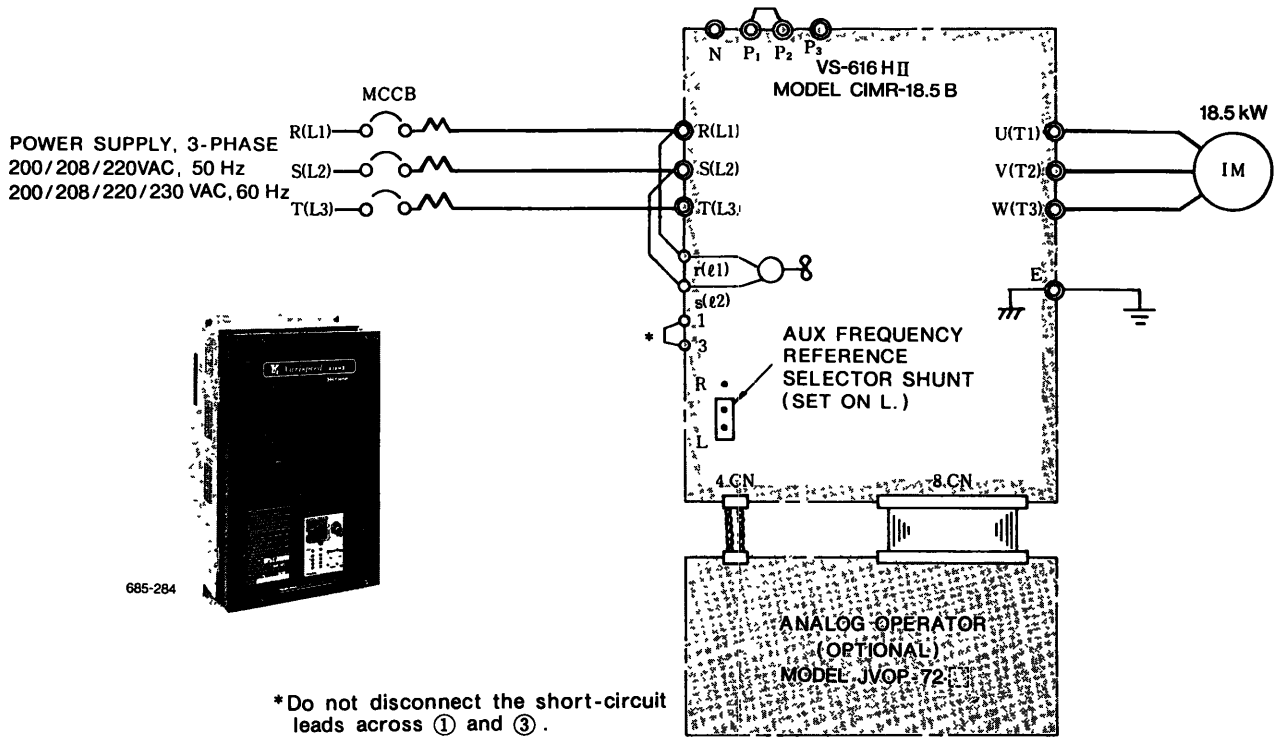 N P1 P2 P3
VS-616 HⅡ
MODEL CIMR-18.5 B
MCCB
POWER SUPPLY, 3-PHASE
200/208/220VAC, 50 Hz
200/208/220/230 VAC, 60 Hz
R(L1)
S(L2)
T(L3)
R(L1)
S(L2)
T(L3)
U(T1)
V(T2)
W(T3)
18.5 kW
IM
r(ℓ1)
s(ℓ2)
E
* 1
3
AUX FREQUENCY
REFERENCE
SELECTOR SHUNT
(SET ON L.)
R
L
4 CN
8 CN
685-284
ANALOG OPERATOR
(OPTIONAL)
MODEL JVOP-72
*Do not disconnect the short-circuit
leads across ① and ③.